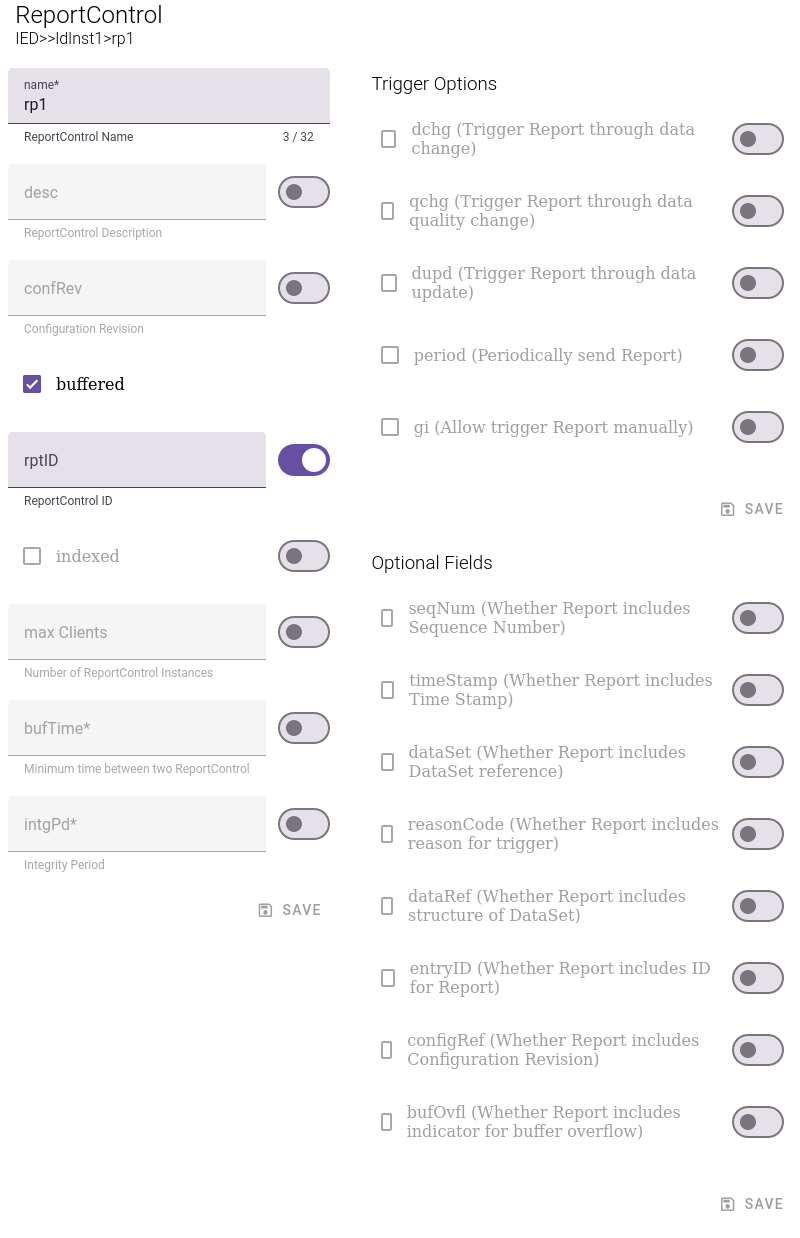 ReportControl
IED>>ldInst1>rp1
name*
rp1
ReportControl Name
3 / 32
desc
ReportControl Description
confRev
Configuration Revision
buffered
rptID
ReportControl ID
indexed
max Clients
Number of ReportControl Instances
bufTime*
Minimum time between two ReportControl
intgPd*
Integrity Period
SAVE
Trigger Options
dchg (Trigger Report through data
change)
qchg (Trigger Report through data
quality change)
dupd (Trigger Report through data
update)
period (Periodically send Report)
gi (Allow trigger Report manually)
SAVE
Optional Fields
seqNum (Whether Report includes
Sequence Number)
timeStamp (Whether Report includes
Time Stamp)
dataSet (Whether Report includes
DataSet reference)
reasonCode (Whether Report includes
reason for trigger)
dataRef (Whether Report includes
structure of DataSet)
entryID (Whether Report includes ID
for Report)
configRef (Whether Report includes
Configuration Revision)
bufOvfl (Whether Report includes
indicator for buffer overflow)
SAVE